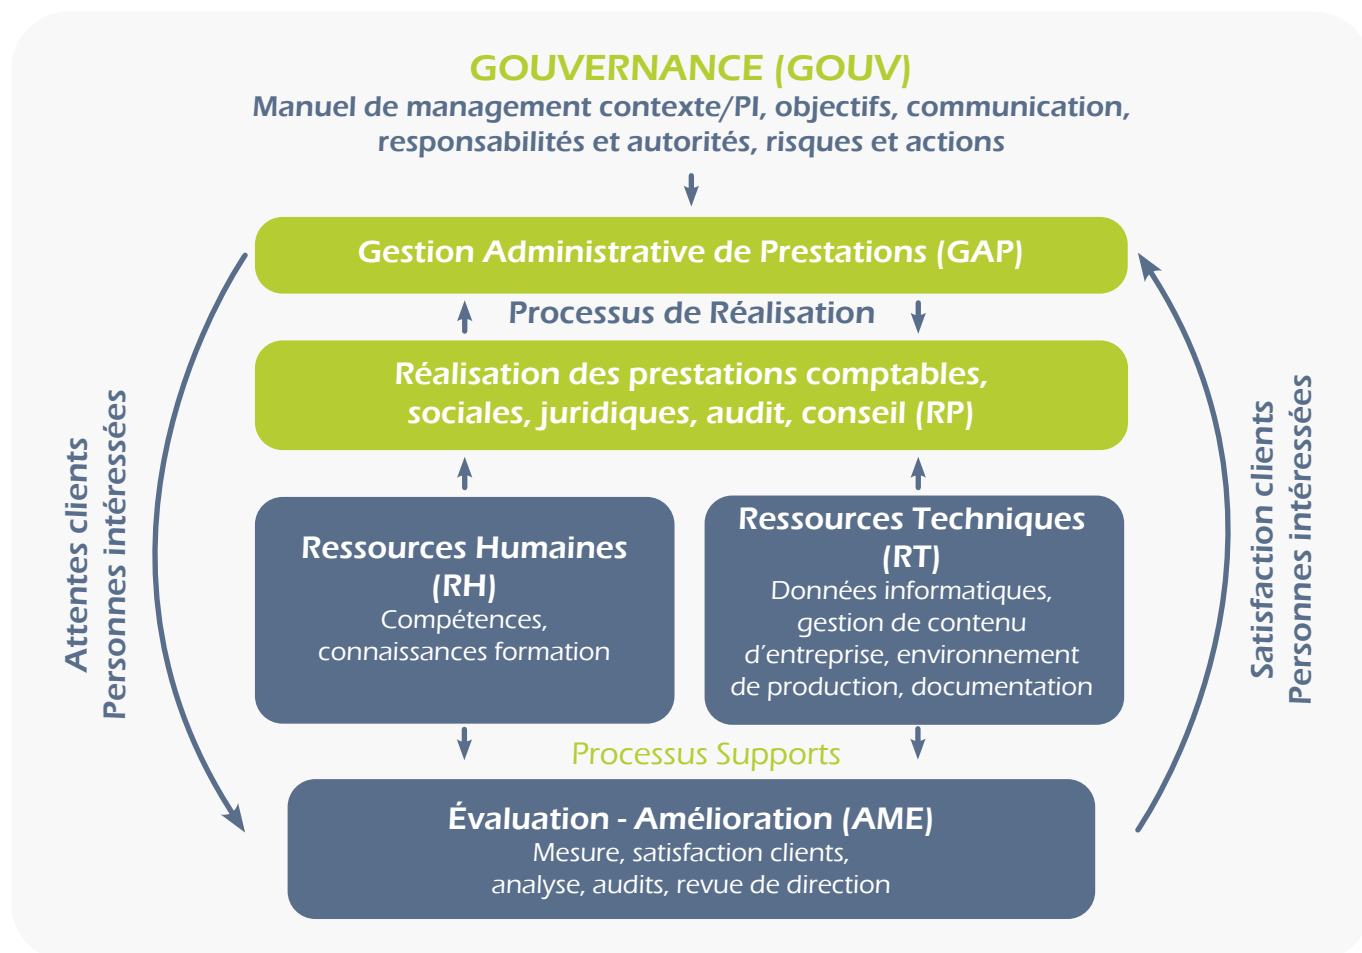 GOUVERNANCE (GOUV)
Manuel de management contexte/PI, objectifs, communication,
responsabilités et autorités, risques et actions
Gestion Administrative de Prestations (GAP)
Processus de Réalisation
Réalisation des prestations comptables,
sociales, juridiques, audit, conseil (RP)
Attentes clients
Personnes intéressées
Ressources Humaines
(RH)
Compétences,
connaissances formation
Ressources Techniques
(RT)
Données informatiques,
gestion de contenu
d’entreprise, environnement
de production, documentation
Satisfaction clients
Personnes intéressées
Processus Supports
Évaluation - Amélioration (AME)
Mesure, satisfaction clients,
analyse, audits, revue de direction